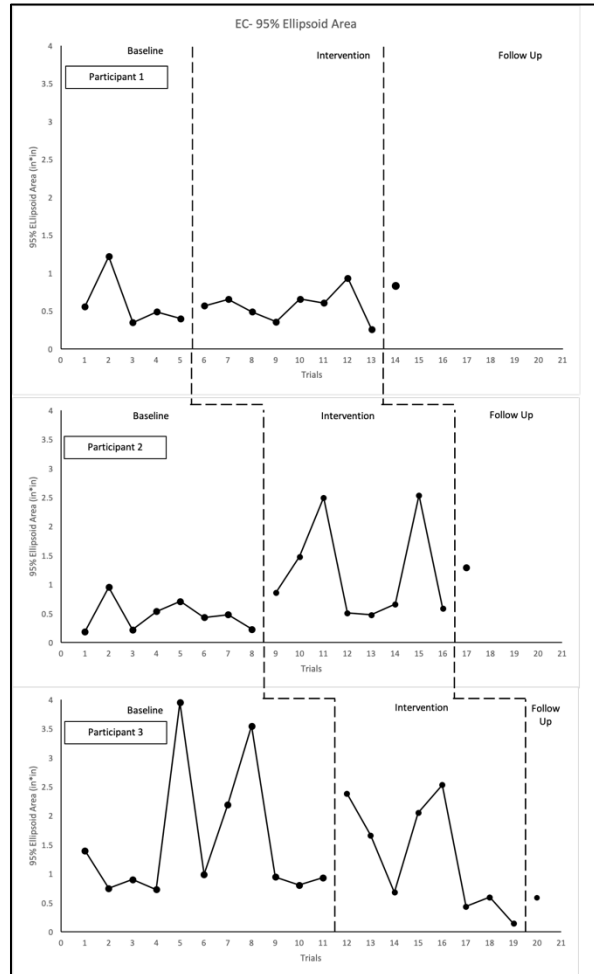 EC- 95% Ellipsoid Area
Baseline
Intervention
Follow Up
Participant 1
95% ELlipsoid Area (in*in)
4
3.5
3
2.5
2
1.5
1
0.5
0
0 1 2 3 4 5 6 7 8 9 10 11 12 13 14 15 16 17 18 19 20 21
Trials
Baseline
Intervention
Follow Up
Participant 2
95% Ellipsoid Area (in*in)
4
3.5
3
2.5
2
1.5
1
0.5
0
0 1 2 3 4 5 6 7 8 9 10 11 12 13 14 15 16 17 18 19 20 21
Trials
Baseline
Intervention
Follow
Up
Participant 3
95% Ellipsoid Area (in*in)
4
3.5
3
2.5
2
1.5
1
0.5
0
0 1 2 3 4 5 6 7 8 9 10 11 12 13 14 15 16 17 18 19 20 21
Trials